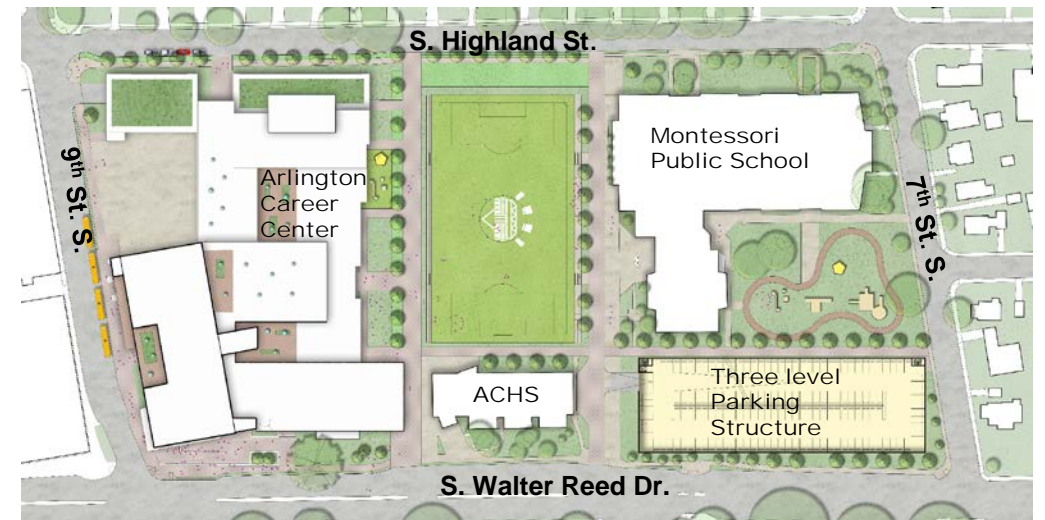 S. Highland St.
Montessori
Public School
Arlington
Career
Center
9th St. S.
7th St. S.
Three level
Parking
Structure
ACHS
S. Walter Reed Dr.